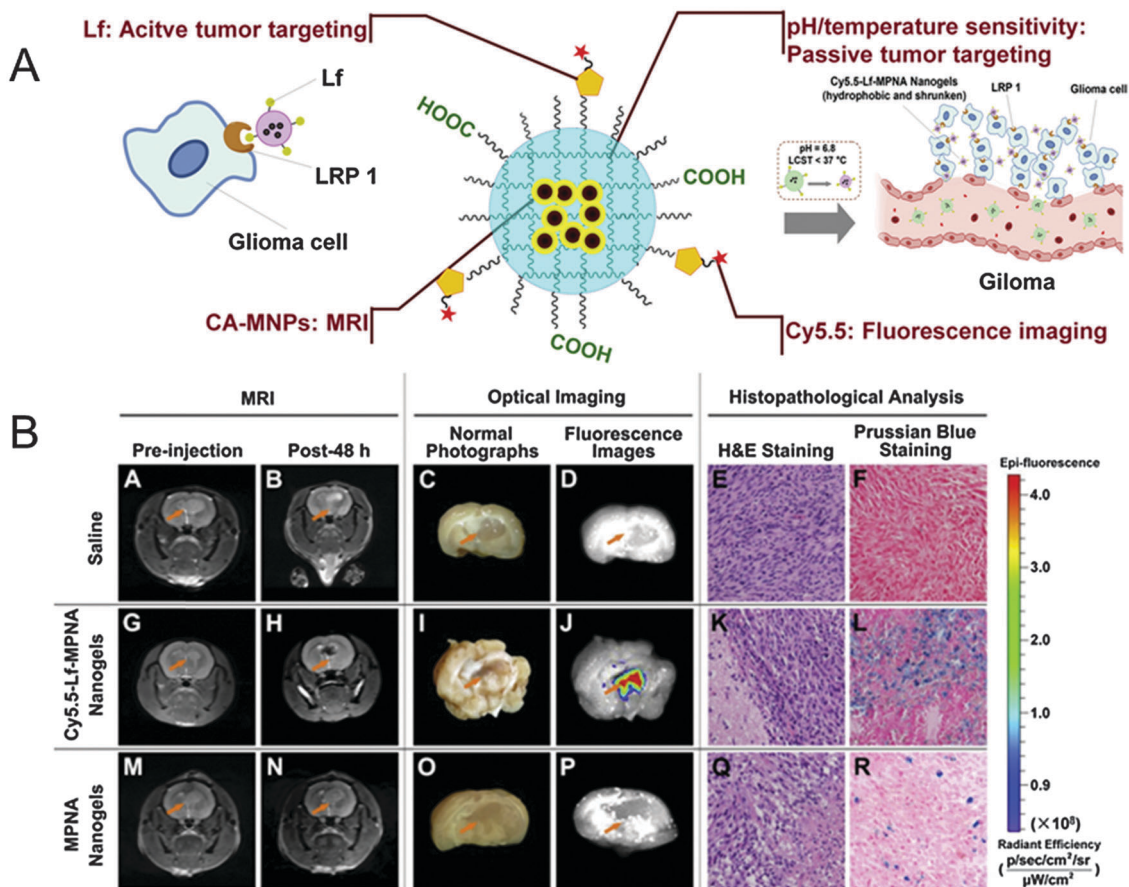 A
Lf: Acitve tumor targeting
pH/temperature sensitivity:
Passive tumor targeting
Lf
LRP 1
Glioma cell
HOOC
COOH
COOH
Cy5.5-Lf-MPNA Nanogels
(hydrophobic and shrunken)
LRP 1
Glioma cell
pH = 6.8
LCST < 37 °C
Giloma
CA-MNPs: MRI
Cy5.5: Fluorescence imaging
B
MRI
Optical Imaging
Histopathological Analysis
Pre-injection
Post-48 h
Normal
Photographs
Fluorescence
Images
H&E Staining
Prussian Blue
Staining
Saline
A
B
C
D
E
F
Cy5.5-Lf-MPNA
Nanogels
G
H
I
J
K
L
MPNA
Nanogels
M
N
O
P
Q
R
Epi-fluorescence
4.0
3.0
2.0
1.0
0.9
(×10⁸)
Radiant Efficiency
(p/sec/cm²/sr
µW/cm²)